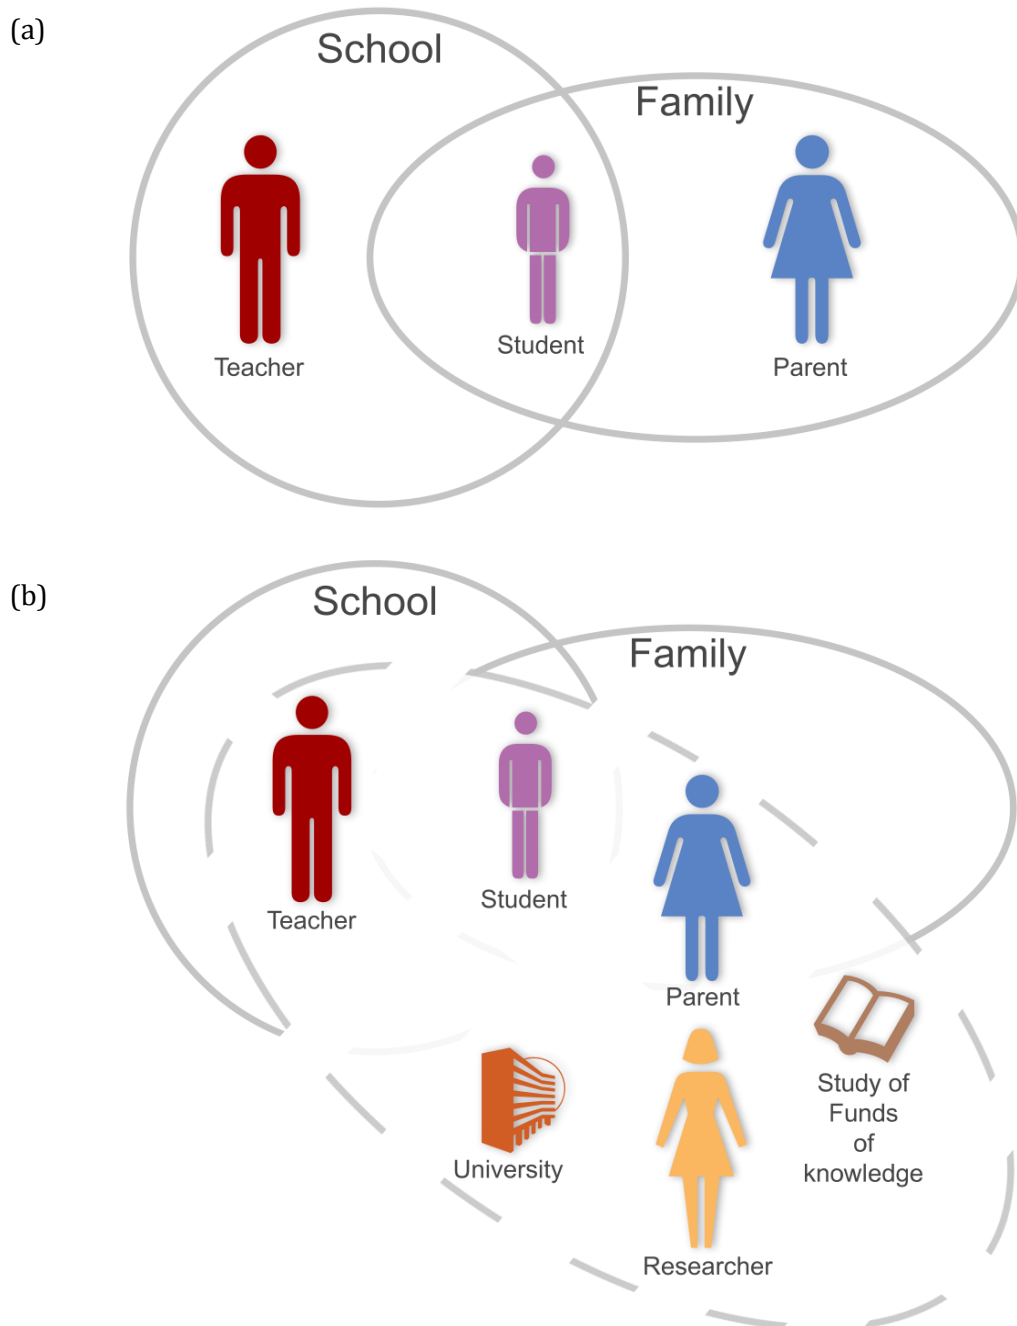 (a)
School
Family
Teacher
Student
Parent
(b)
School
Family
Teacher
Student
Parent
University
Study of
Funds
of
knowledge
Researcher